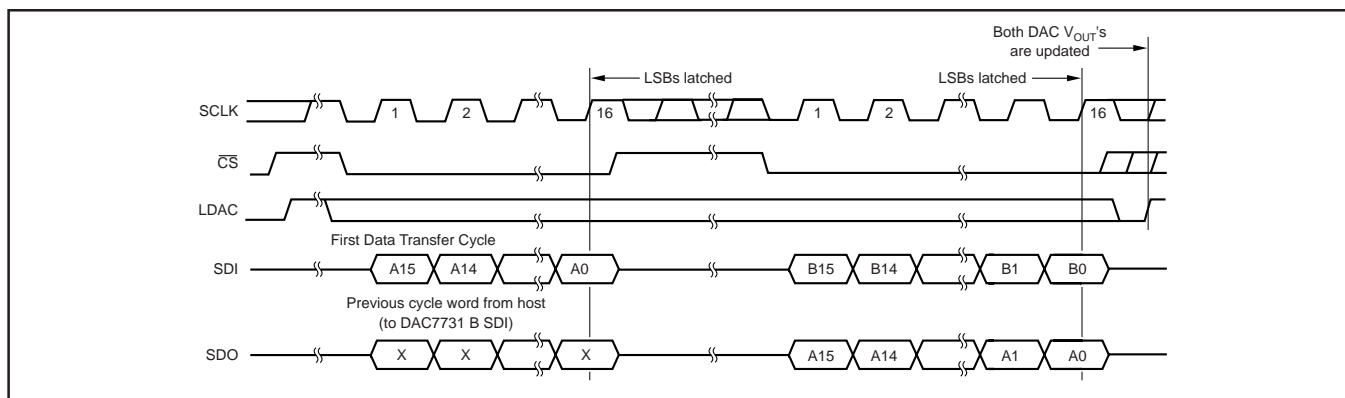 Both DAC VOUT's
are updated
LSBs latched LSBs latched
SCLK 1 2 16 1 2 16
CS
LDAC
First Data Transfer Cycle
SDI A15 A14 A0 B15 B14 B1 B0
Previous cycle word from host
(to DAC7731 B SDI)
SDO X X X A15 A14 A1 A0